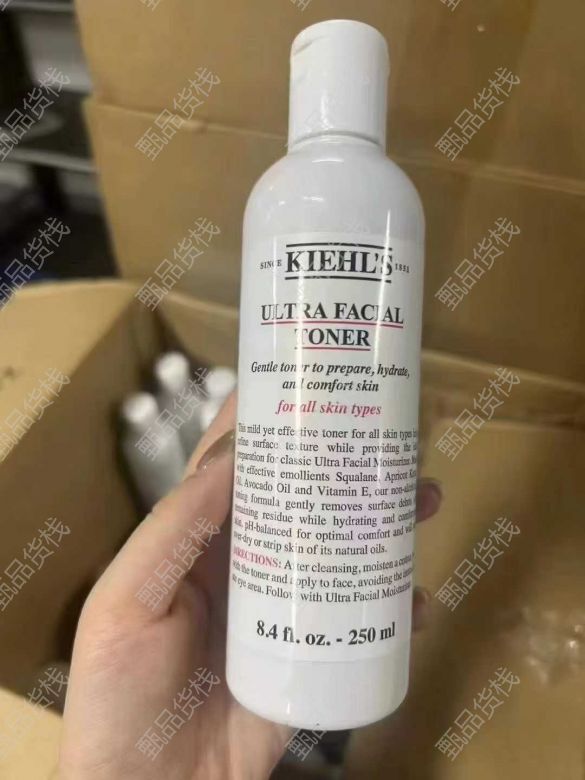 SINCE KIEHL'S 1851
ULTRA FACIAL
TONER
Gentle toner to prepare, hydrate,
and comfort skin
for all skin types
This mild yet effective toner for all skin types
refine surface texture while providing the
preparation for classic Ultra Facial Moisturizer.
with effective emollients Squalane, Apricot
Oil, Avocado Oil and Vitamin E, our
toning formula gently removes surface debris
remaining residue while hydrating and
skin. pH-balanced for optimal comfort and will
over-dry or strip skin of its natural oils.
DIRECTIONS: After cleansing, moisten a
with the toner and apply to face, avoiding the
eye area. Follow with Ultra Facial
8.4 fl. oz. - 250 ml
甄品货栈